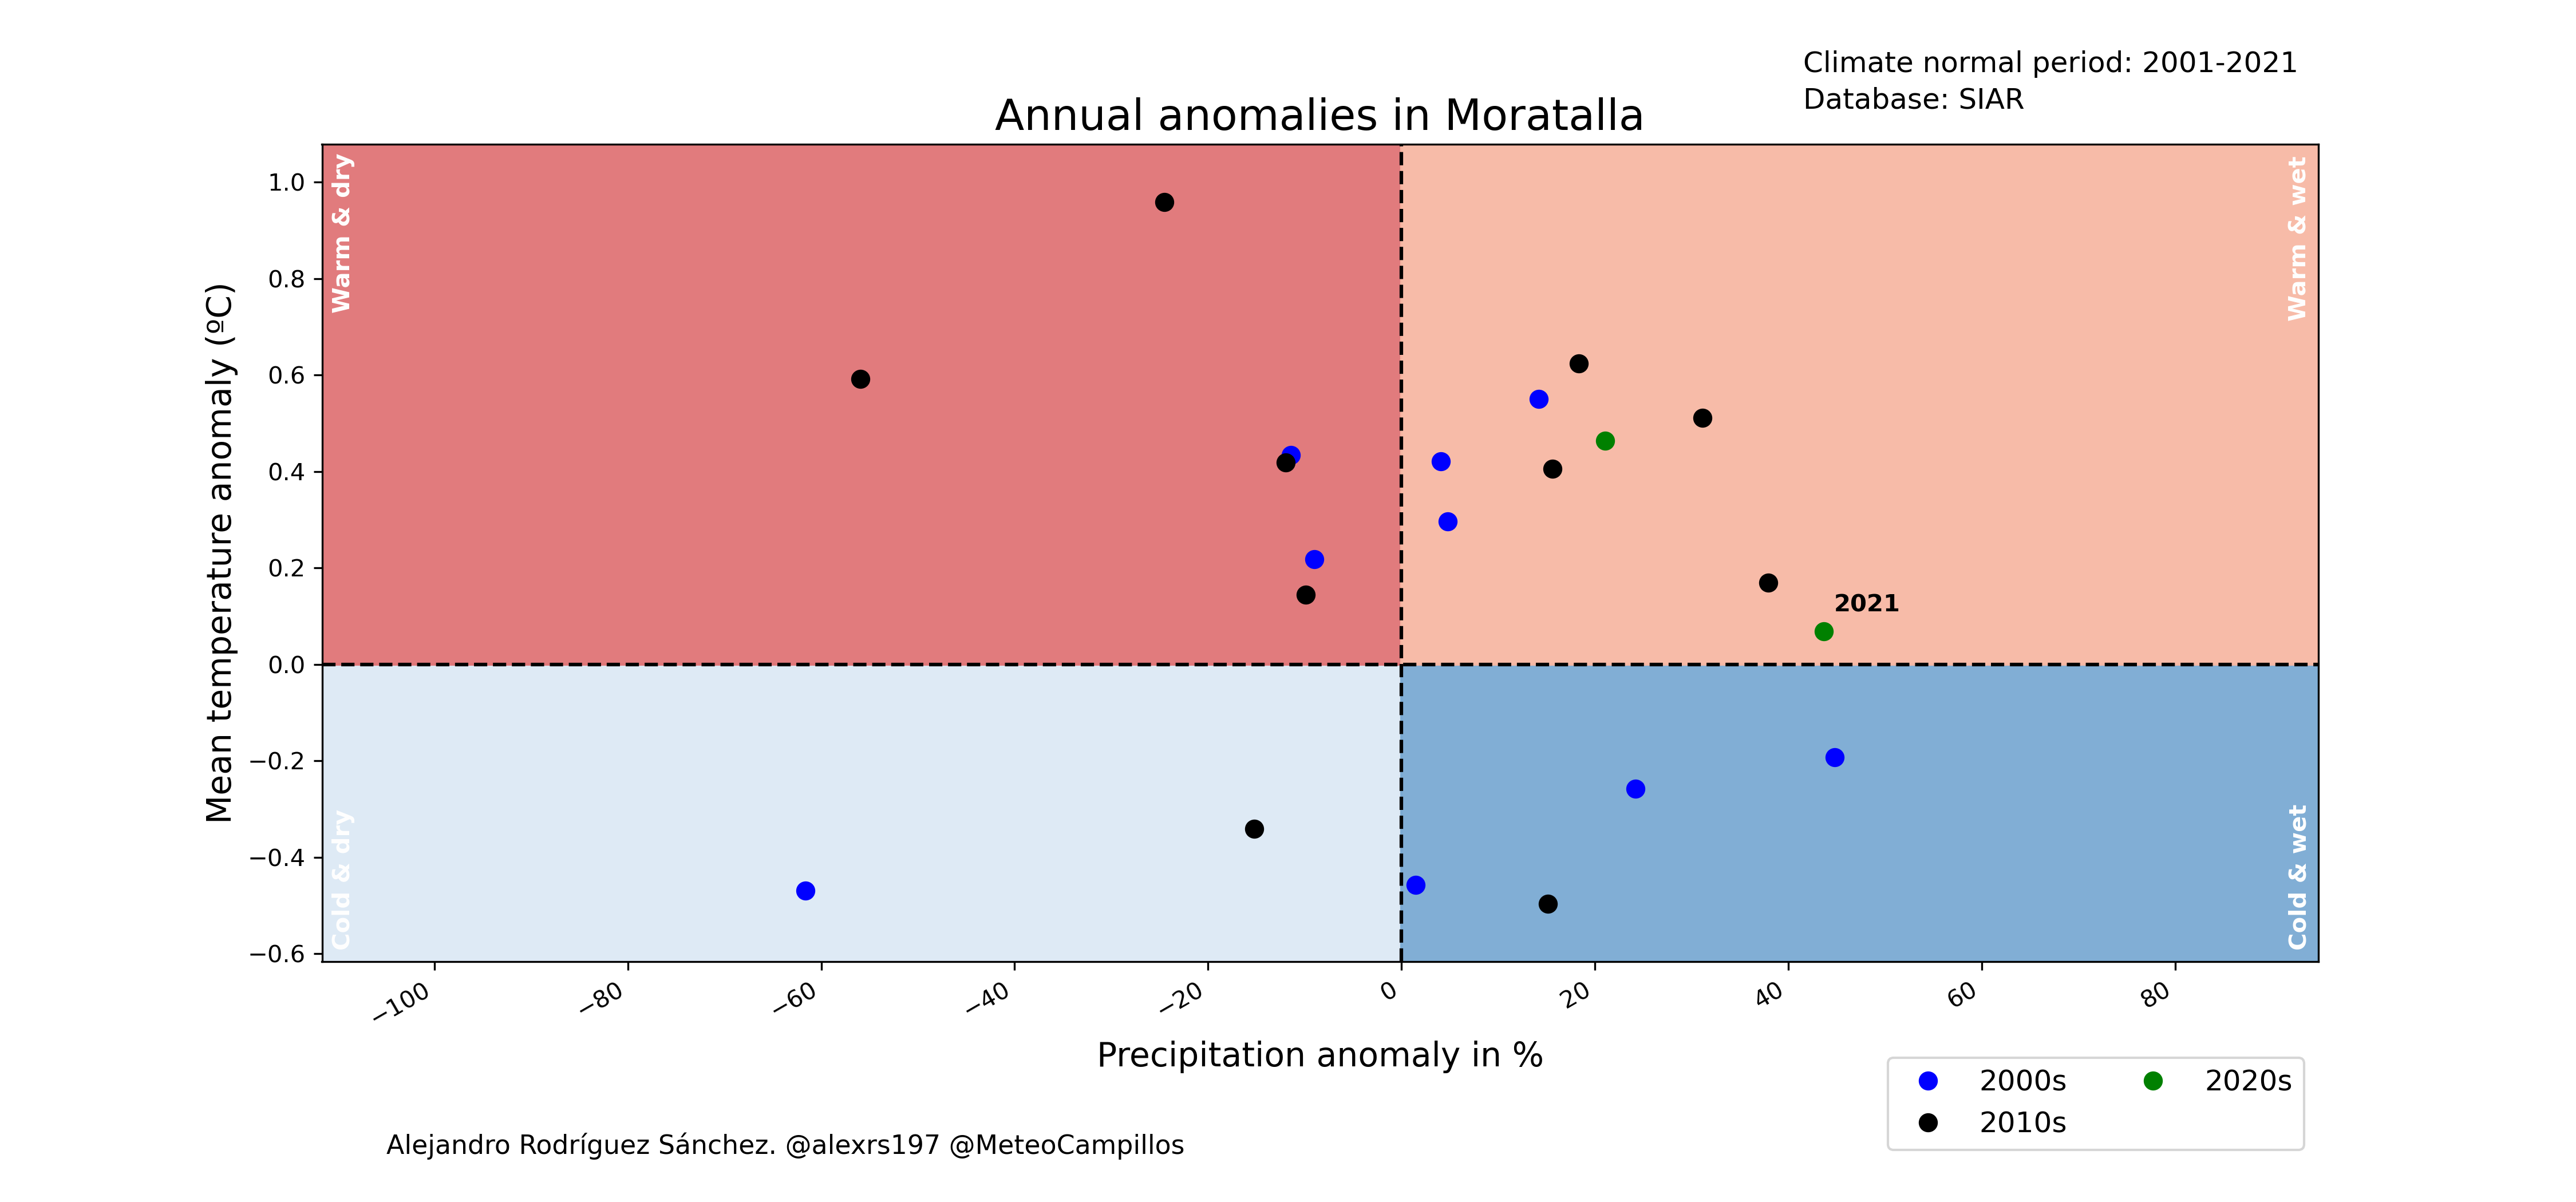 Climate normal period: 2001-2021
Database: SIAR
Annual anomalies in Moratalla
Warm & dry
Warm & wet
Cold & dry
Cold & wet
2021
Mean temperature anomaly (ºC)
1.0
0.8
0.6
0.4
0.2
0.0
−0.2
−0.4
−0.6
−100
−80
−60
−40
−20
0
20
40
60
80
Precipitation anomaly in %
2000s
2010s
2020s
Alejandro Rodríguez Sánchez. @alexrs197 @MeteoCampillos